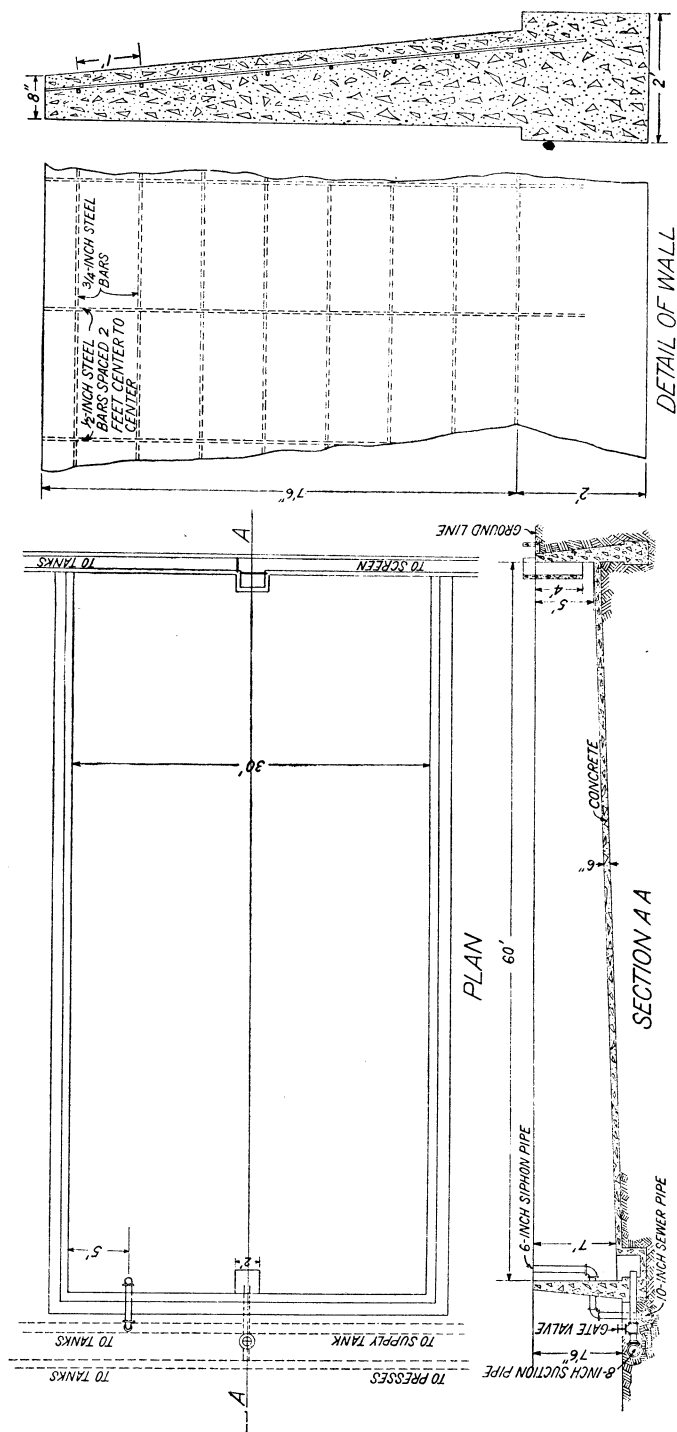 8"
1'
2'
½-INCH STEEL
BARS SPACED 2
FEET CENTER TO
CENTER
¾-INCH STEEL
BARS
7'6"
2'
DETAIL OF WALL
A
TO TANKS
TO SCREEN
30'
5'
2'
TO TANKS
TO SUPPLY TANK
TO TANKS
TO PRESSES
A
PLAN
GROUND LINE
4'
5'
60'
CONCRETE
6"
6-INCH SIPHON PIPE
7'
GATE VALVE
7'6"
8-INCH SUCTION PIPE
10-INCH SEWER PIPE
SECTION A A